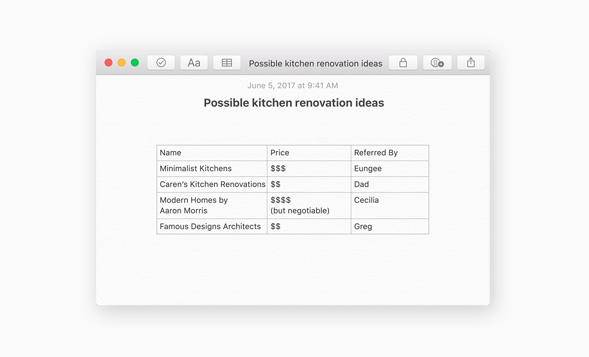 Aa
Possible kitchen renovation ideas
June 5, 2017 at 9:41 AM
Possible kitchen renovation ideas
Name Price Referred By
Minimalist Kitchens $$$ Eungee
Caren's Kitchen Renovations $$ Dad
Modern Homes by $$$$ Cecilia
Aaron Morris (but negotiable)
Famous Designs Architects $$ Greg